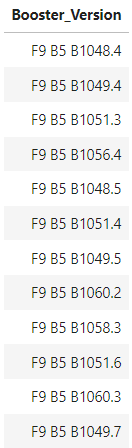 Booster_Version
F9 B5 B1048.4
F9 B5 B1049.4
F9 B5 B1051.3
F9 B5 B1056.4
F9 B5 B1048.5
F9 B5 B1051.4
F9 B5 B1049.5
F9 B5 B1060.2
F9 B5 B1058.3
F9 B5 B1051.6
F9 B5 B1060.3
F9 B5 B1049.7